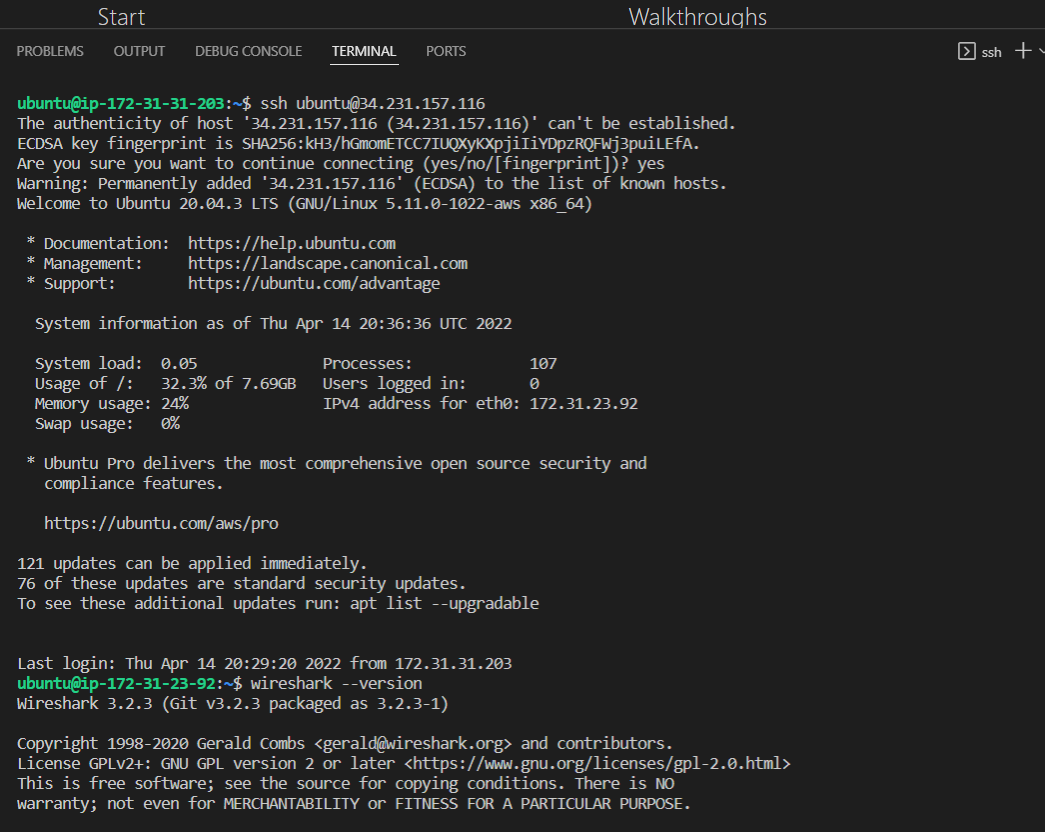 Start Walkthroughs
PROBLEMS OUTPUT DEBUG CONSOLE TERMINAL PORTS ssh
ubuntu@ip-172-31-31-203:~$ ssh ubuntu@34.231.157.116
The authenticity of host '34.231.157.116 (34.231.157.116)' can't be established.
ECDSA key fingerprint is SHA256:kH3/hGmomETCC7IUQXyKXpjiIiYDpzRQFWj3puiLEfA.
Are you sure you want to continue connecting (yes/no/[fingerprint])? yes
Warning: Permanently added '34.231.157.116' (ECDSA) to the list of known hosts.
Welcome to Ubuntu 20.04.3 LTS (GNU/Linux 5.11.0-1022-aws x86_64)
* Documentation: https://help.ubuntu.com
* Management: https://landscape.canonical.com
* Support: https://ubuntu.com/advantage
System information as of Thu Apr 14 20:36:36 UTC 2022
System load: 0.05 Processes: 107
Usage of /: 32.3% of 7.69GB Users logged in: 0
Memory usage: 24% IPv4 address for eth0: 172.31.23.92
Swap usage: 0%
* Ubuntu Pro delivers the most comprehensive open source security and
compliance features.
https://ubuntu.com/aws/pro
121 updates can be applied immediately.
76 of these updates are standard security updates.
To see these additional updates run: apt list --upgradable
Last login: Thu Apr 14 20:29:20 2022 from 172.31.31.203
ubuntu@ip-172-31-23-92:~$ wireshark --version
Wireshark 3.2.3 (Git v3.2.3 packaged as 3.2.3-1)
Copyright 1998-2020 Gerald Combs <gerald@wireshark.org> and contributors.
License GPLv2+: GNU GPL version 2 or later <https://www.gnu.org/licenses/gpl-2.0.html>
This is free software; see the source for copying conditions. There is NO
warranty; not even for MERCHANTABILITY or FITNESS FOR A PARTICULAR PURPOSE.